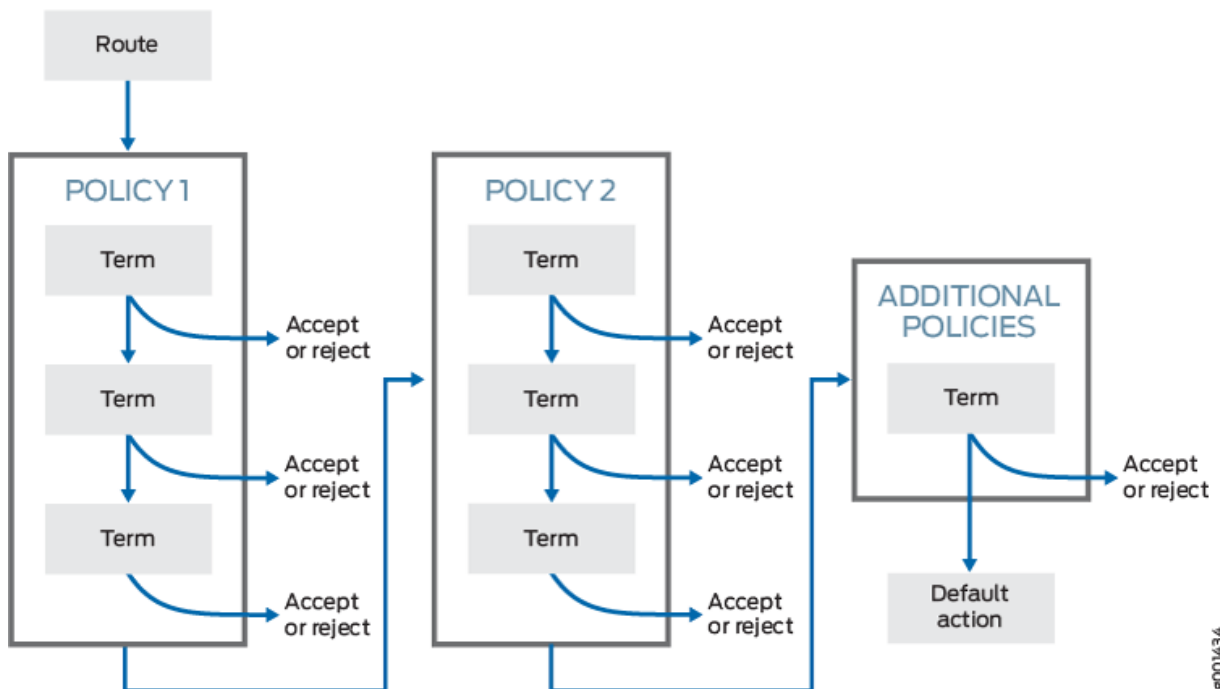 Route
POLICY 1
Term
Accept
or reject
Term
Accept
or reject
Term
Accept
or reject
POLICY 2
Term
Accept
or reject
Term
Accept
or reject
Term
Accept
or reject
ADDITIONAL
POLICIES
Term
Accept
or reject
Default
action
g001434